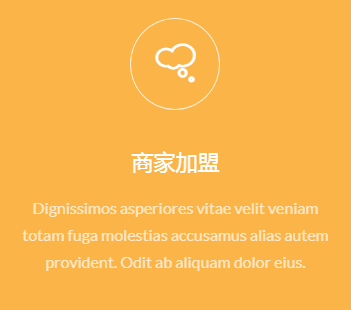 商家加盟
Dignissimos asperiores vitae velit veniam
totam fuga molestias accusamus alias autem
provident. Odit ab aliquam dolor eius.